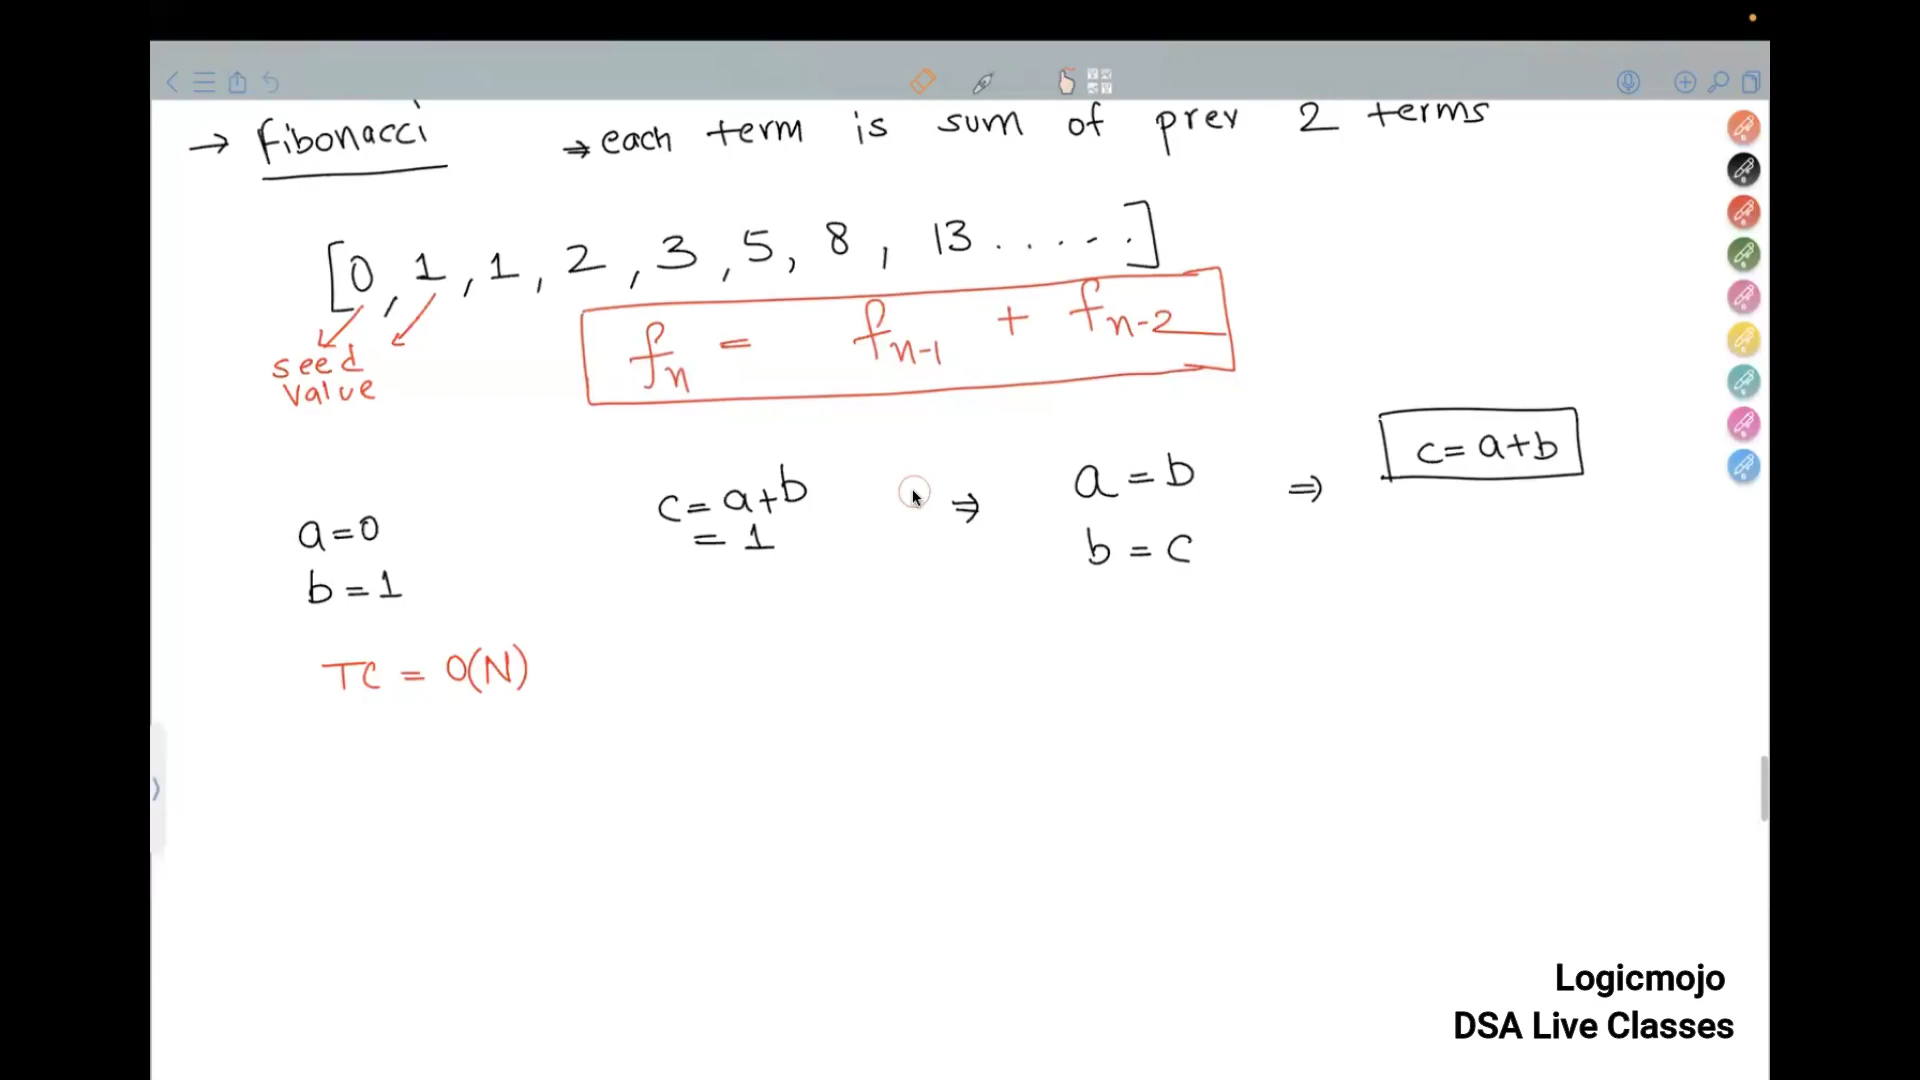 → Fibonacci ⇒ each term is sum of prev 2 terms
[0, 1, 1, 2, 3, 5, 8, 13 . . . . .]
seed
value
fn = fn-1 + fn-2
a=0
b=1
c=a+b
= 1
⇒ a=b
b=c
⇒ c=a+b
TC = O(N)
Logicmojo
DSA Live Classes